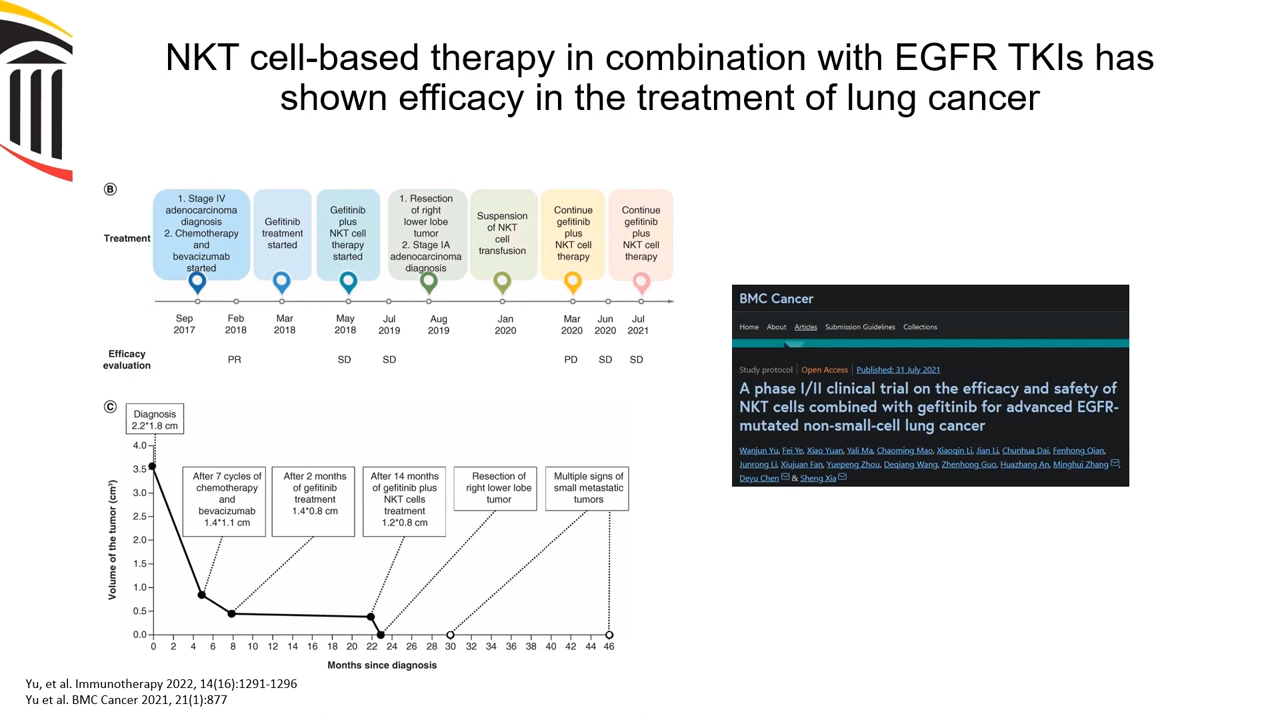 NKT cell-based therapy in combination with EGFR TKIs has
shown efficacy in the treatment of lung cancer
B
Treatment
1. Stage IV
adenocarcinoma
diagnosis
2. Chemotherapy
and
bevacizumab
started
Gefitinib
treatment
started
Gefitinib
plus
NKT cell
therapy
started
1. Resection
of right
lower lobe
tumor
2. Stage IA
adenocarcinoma
diagnosis
Suspension
of NKT
cell
transfusion
Continue
gefitinib
plus
NKT cell
therapy
Continue
gefitinib
plus
NKT cell
therapy
Sep
2017
Feb
2018
Mar
2018
May
2018
Jul
2019
Aug
2019
Jan
2020
Mar
2020
Jun
2020
Jul
2021
Efficacy
evaluation
PR
SD
SD
PD
SD
SD
C
Diagnosis
2.2*1.8 cm
After 7 cycles of
chemotherapy
and
bevacizumab
1.4*1.1 cm
After 2 months
of gefitinib
treatment
1.4*0.8 cm
After 14 months
of gefitinib plus
NKT cells
treatment
1.2*0.8 cm
Resection of
right lower lobe
tumor
Multiple signs of
small metastatic
tumors
Volume of the tumor (cm³)
4.0
3.5
3.0
2.5
2.0
1.5
1.0
0.5
0.0
0 2 4 6 8 10 12 14 16 18 20 22 24 26 28 30 32 34 36 38 40 42 44 46
Months since diagnosis
BMC Cancer
Home About Articles Submission Guidelines Collections
Study protocol | Open Access | Published: 31 July 2021
A phase I/II clinical trial on the efficacy and safety of
NKT cells combined with gefitinib for advanced EGFR-
mutated non-small-cell lung cancer
Wanjun Yu, Fei Ye, Xiao Yuan, Yali Ma, Chaoming Mao, Xiaoqin Li, Jian Li, Chunhua Dai, Fenhong Qian,
Junrong Li, Xiujuan Fan, Yuepeng Zhou, Deqiang Wang, Zhenhong Guo, Huazhang An, Minghui Zhang,
Deyu Chen & Sheng Xia
Yu, et al. Immunotherapy 2022, 14(16):1291-1296
Yu et al. BMC Cancer 2021, 21(1):877